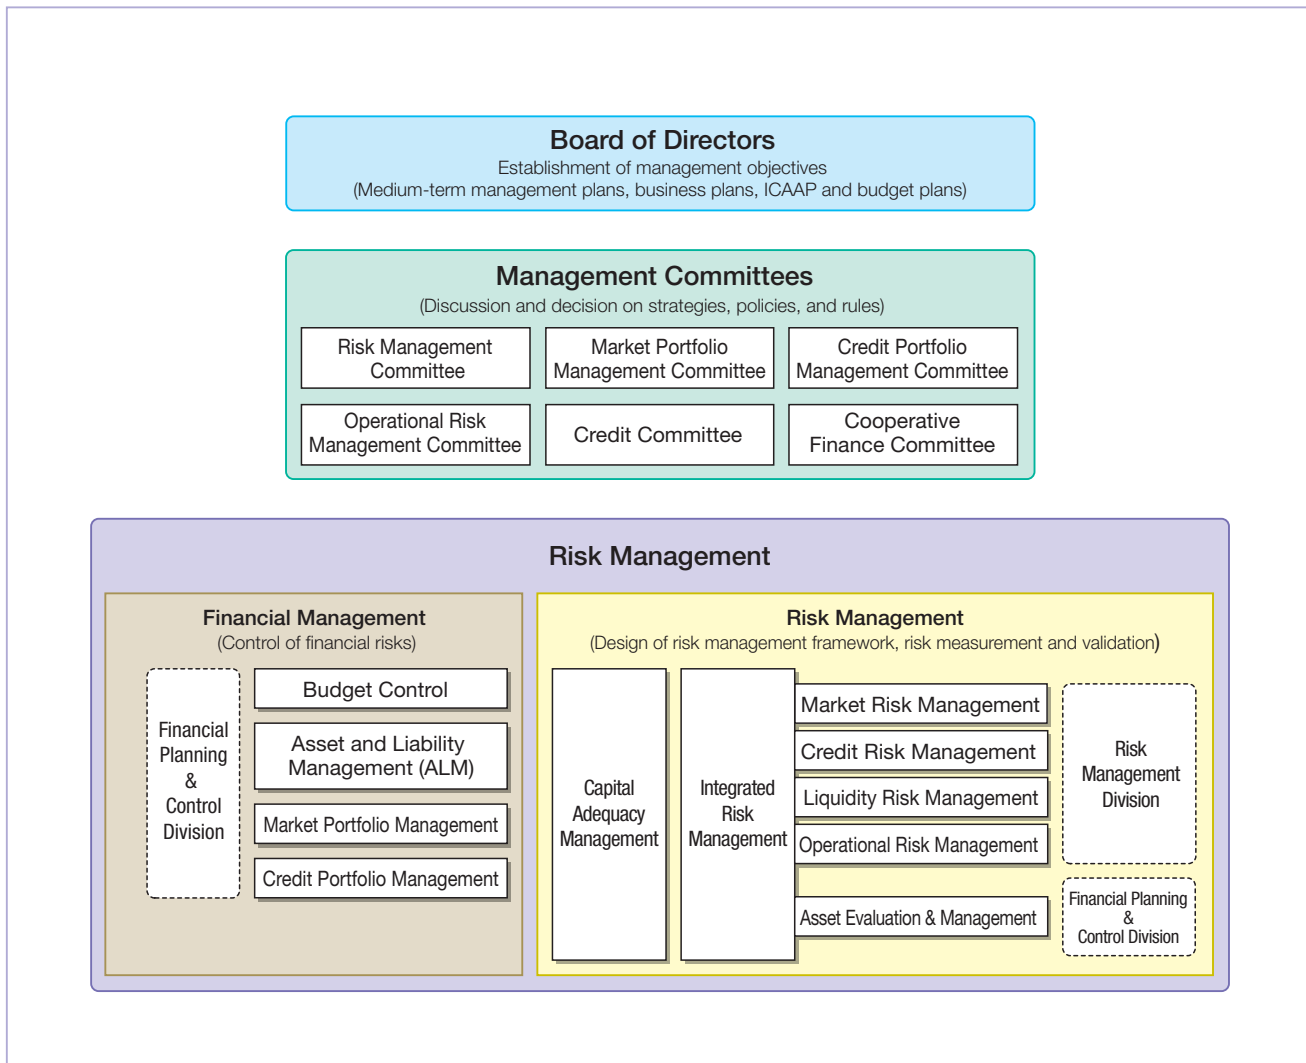 Board of Directors
Establishment of management objectives
(Medium-term management plans, business plans, ICAAP and budget plans)
Management Committees
(Discussion and decision on strategies, policies, and rules)
Risk Management
Committee
Market Portfolio
Management Committee
Credit Portfolio
Management Committee
Operational Risk
Management Committee
Credit Committee
Cooperative
Finance Committee
Risk Management
Financial Management
(Control of financial risks)
Financial
Planning
&
Control
Division
Budget Control
Asset and Liability
Management (ALM)
Market Portfolio Management
Credit Portfolio Management
Risk Management
(Design of risk management framework, risk measurement and validation)
Capital
Adequacy
Management
Integrated
Risk
Management
Market Risk Management
Credit Risk Management
Liquidity Risk Management
Operational Risk Management
Asset Evaluation & Management
Risk
Management
Division
Financial Planning
&
Control Division